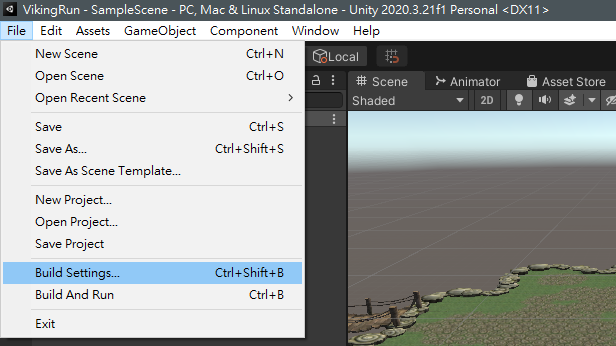 VikingRun - SampleScene - PC, Mac & Linux Standalone - Unity 2020.3.21f1 Personal <DX11>
File Edit Assets GameObject Component Window Help
New Scene Ctrl+N
Open Scene Ctrl+O
Open Recent Scene
Save Ctrl+S
Save As... Ctrl+Shift+S
Save As Scene Template...
New Project...
Open Project...
Save Project
Build Settings... Ctrl+Shift+B
Build And Run Ctrl+B
Exit
Local
Scene Animator Asset Store
Shaded 2D